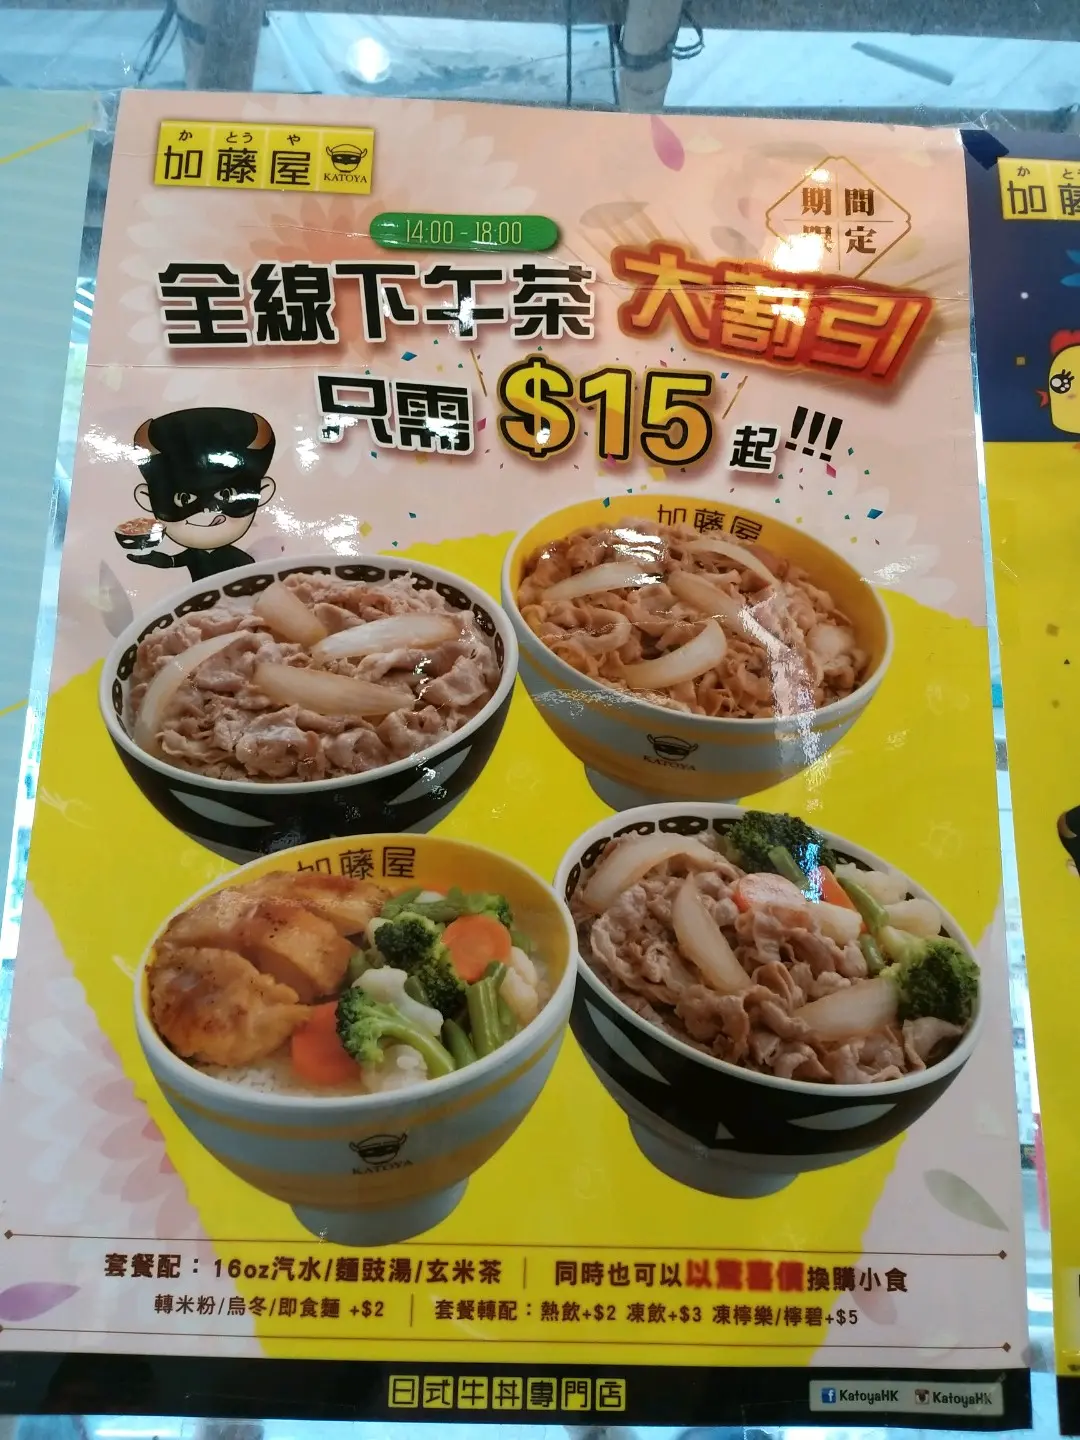 か とう や
加藤屋
KATOYA
期間
限定
14:00 - 18:00
全線下午茶 大割引
只需 $15 起!!!
加藤屋
KATOYA
加藤屋
KATOYA
套餐配：16oz汽水/麵豉湯/玄米茶 | 同時也可以以驚喜價換購小食
轉米粉/烏冬/即食麵 +$2 | 套餐轉配：熱飲+$2 凍飲+$3 凍檸樂/檸碧+$5
日式牛丼專門店
KatoyaHK KatoyaHK
か と
加藤